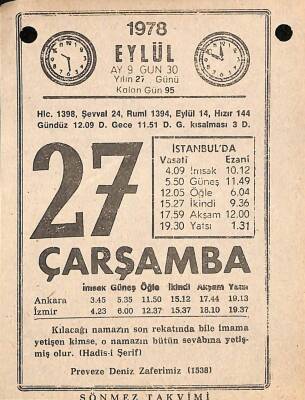 1978
EYLÜL
AY 9 GÜN 30
Yılın 27 Günü
Kalan Gün 95
Hic. 1398, Şevval 24, Rumi 1394, Eylül 14, Hızır 144
Gündüz 12.09 D. Gece 11.51 D. G. kısalması 3 D.
27
İSTANBUL'DA
Vasati Ezani
4.09 İmsak 10.12
5.50 Güneş 11.49
12.05 Öğle 6.04
15.27 İkindi 9.36
17.59 Akşam 12.00
19.30 Yatsı 1.31
ÇARŞAMBA
İmsak Güneş Öğle İkindi Akşam Yatsı
Ankara 3.45 5.35 11.50 15.12 17.44 19.13
İzmir 4.23 6.00 12.37 15.37 18.10 19.37
Kılacağı namazın son rekatında bile imama
yetişen kimse, o namazın bütün sevâbına yetiş-
miş olur. (Hadis-i Şerif)
Preveze Deniz Zaferimiz (1538)
SÖNMEZ TAKVİMİ